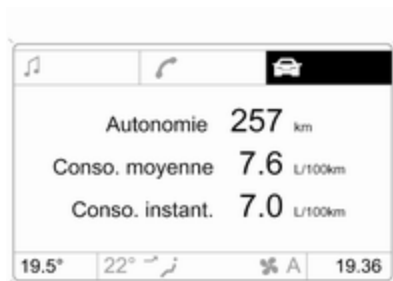 Autonomie 257 km
Conso. moyenne 7.6 L/100km
Conso. instant. 7.0 L/100km
19.5° 22° A 19.36